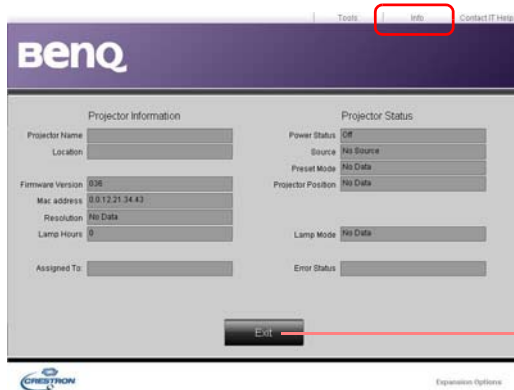 Tools Info Contact IT Help
BenQ
Projector Information
Projector Name
Location
Firmware Version 036
Mac address 0.0.12.21.34.43
Resolution No Data
Lamp Hours 0
Assigned To:
Projector Status
Power Status Off
Source No Source
Preset Mode No Data
Projector Position No Data
Lamp Mode No Data
Error Status
Exit
CRESTRON
Expansion Options